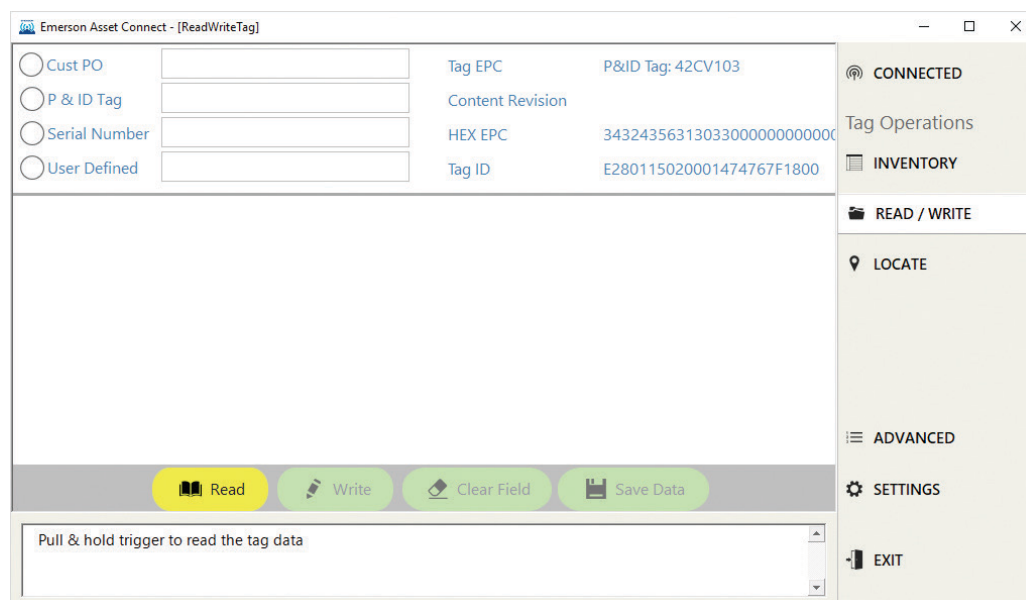 Emerson Asset Connect - [ReadWriteTag]
Cust PO
P & ID Tag
Serial Number
User Defined
Tag EPC P&ID Tag: 42CV103
Content Revision
HEX EPC
Tag ID E280115020001474767F1800
CONNECTED
Tag Operations
INVENTORY
READ / WRITE
LOCATE
ADVANCED
SETTINGS
EXIT
Read Write Clear Field Save Data
Pull & hold trigger to read the tag data